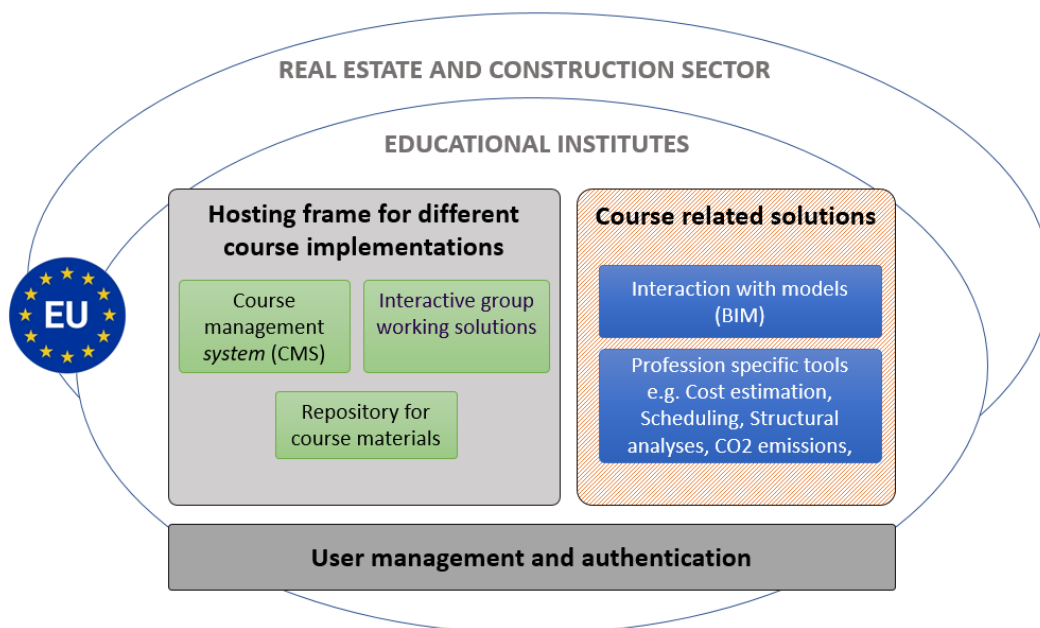 REAL ESTATE AND CONSTRUCTION SECTOR
EDUCATIONAL INSTITUTES
Hosting frame for different
course implementations
Course
management
system (CMS)
Interactive group
working solutions
Repository for
course materials
Course related solutions
Interaction with models
(BIM)
Profession specific tools
e.g. Cost estimation,
Scheduling, Structural
analyses, CO2 emissions,
EU
User management and authentication